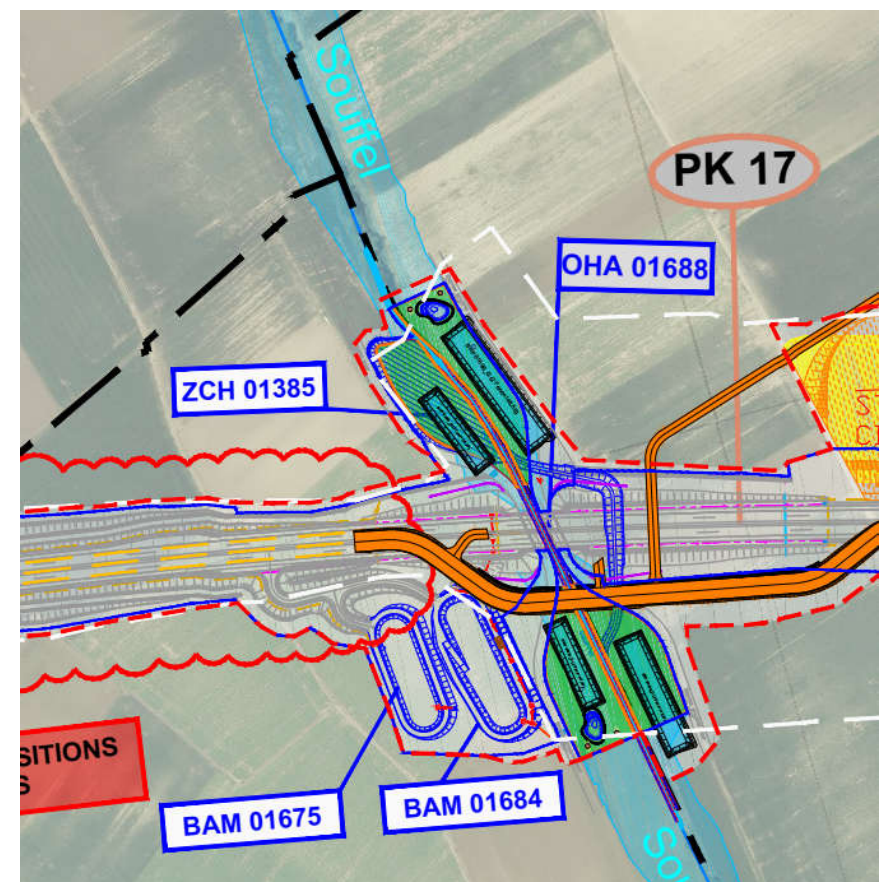 Souffel
PK 17
OHA 01688
ZCH 01385
SITIONS
S
BAM 01675
BAM 01684
Sou